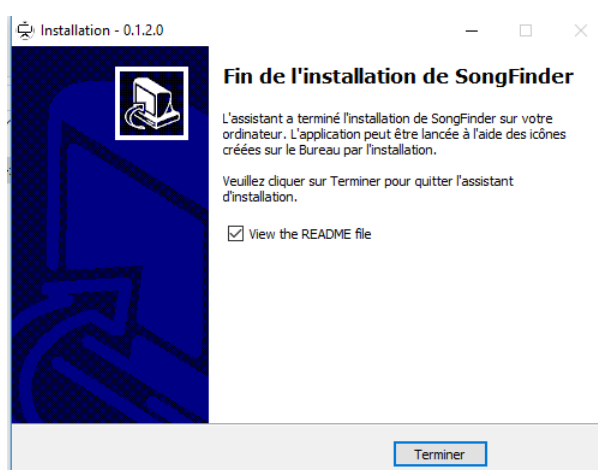 Installation - 0.1.2.0
Fin de l'installation de SongFinder
L'assistant a terminé l'installation de SongFinder sur votre
ordinateur. L'application peut être lancée à l'aide des icônes
créées sur le Bureau par l'installation.
Veuillez cliquer sur Terminer pour quitter l'assistant
d'installation.
View the README file
Terminer